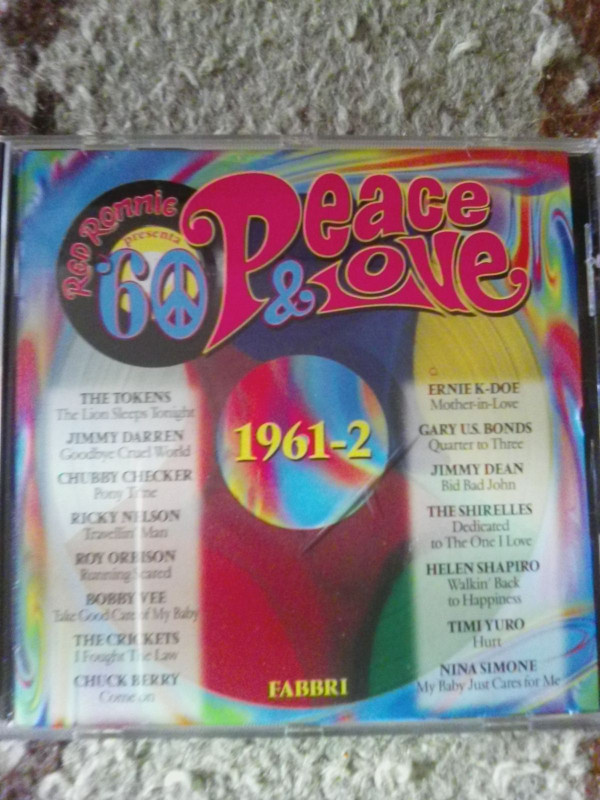 RED RONNIE
presenta
'60
Peace
& LOVE
THE TOKENS
The Lion Sleeps Tonight
JIMMY DARREN
Goodbye Cruel World
CHUBBY CHECKER
Pony Time
RICKY NELSON
Travellin' Man
ROY ORBISON
Running Scared
BOBBY VEE
Take Good Care of My Baby
THE CRICKETS
I Fought The Law
CHUCK BERRY
Come on
1961-2
ERNIE K-DOE
Mother-in-Love
GARY U.S. BONDS
Quarter to Three
JIMMY DEAN
Bid Bad John
THE SHIRELLES
Dedicated
to The One I Love
HELEN SHAPIRO
Walkin' Back
to Happiness
TIMI YURO
Hurt
NINA SIMONE
My Baby Just Cares for Me
FABBRI